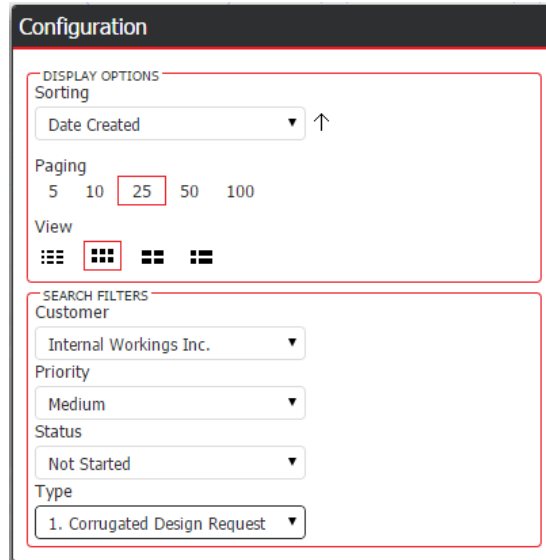 Configuration
DISPLAY OPTIONS
Sorting
Date Created
Paging
5 10 25 50 100
View
SEARCH FILTERS
Customer
Internal Workings Inc.
Priority
Medium
Status
Not Started
Type
1. Corrugated Design Request